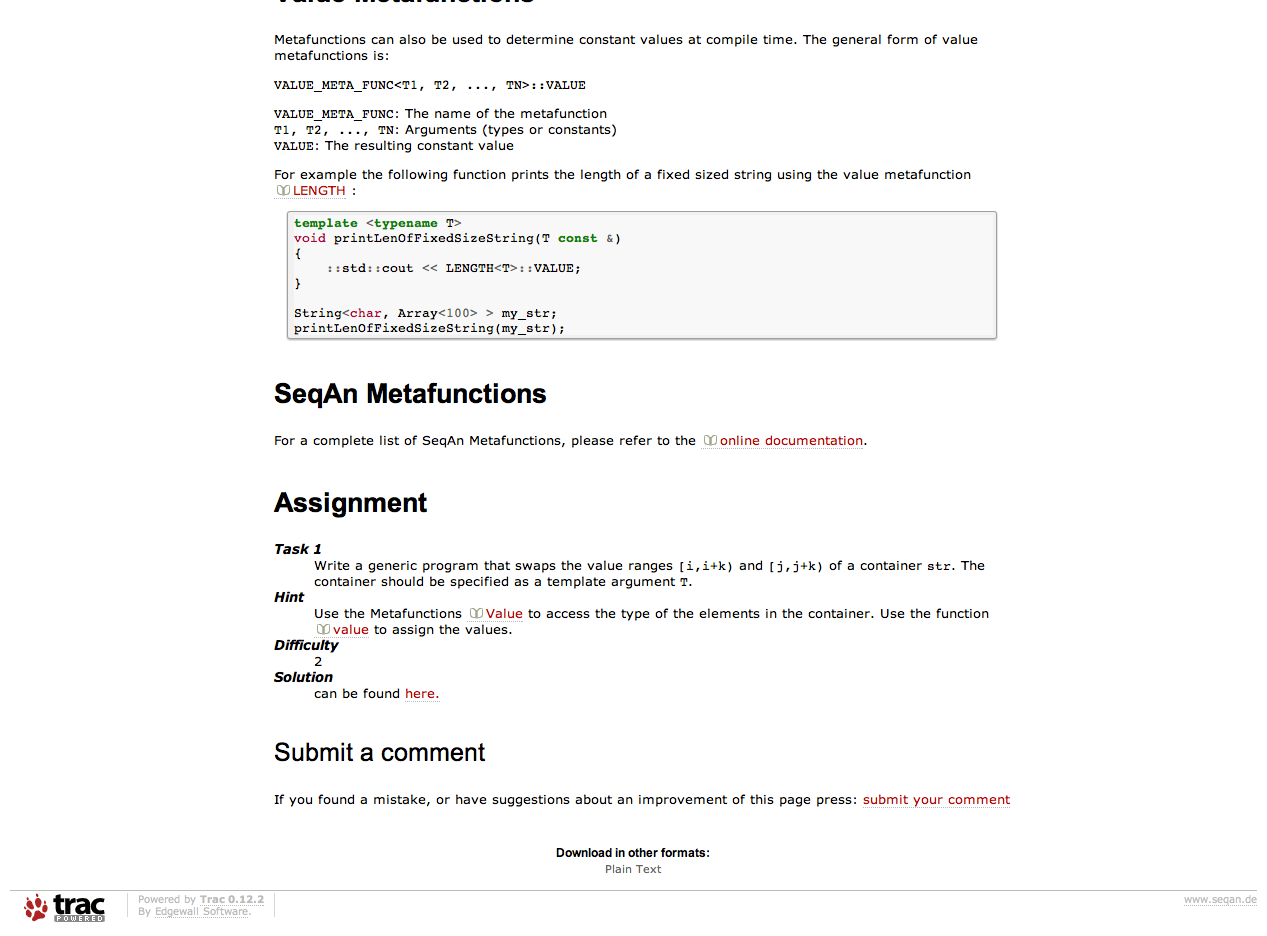 Value Metafunctions
Metafunctions can also be used to determine constant values at compile time. The general form of value
metafunctions is:
VALUE_META_FUNC<T1, T2, ..., TN>::VALUE
VALUE_META_FUNC: The name of the metafunction
T1, T2, ..., TN: Arguments (types or constants)
VALUE: The resulting constant value
For example the following function prints the length of a fixed sized string using the value metafunction
LENGTH :
template <typename T>
void printLenOfFixedSizeString(T const &)
{
    ::std::cout << LENGTH<T>::VALUE;
}
String<char, Array<100> > my_str;
printLenOfFixedSizeString(my_str);
SeqAn Metafunctions
For a complete list of SeqAn Metafunctions, please refer to the online documentation.
Assignment
Task 1
Write a generic program that swaps the value ranges [i,i+k) and [j,j+k) of a container str. The
container should be specified as a template argument T.
Hint
Use the Metafunctions Value to access the type of the elements in the container. Use the function
value to assign the values.
Difficulty
2
Solution
can be found here.
Submit a comment
If you found a mistake, or have suggestions about an improvement of this page press: submit your comment
Download in other formats:
Plain Text
trac
POWERED
Powered by Trac 0.12.2
By Edgewall Software.
www.seqan.de